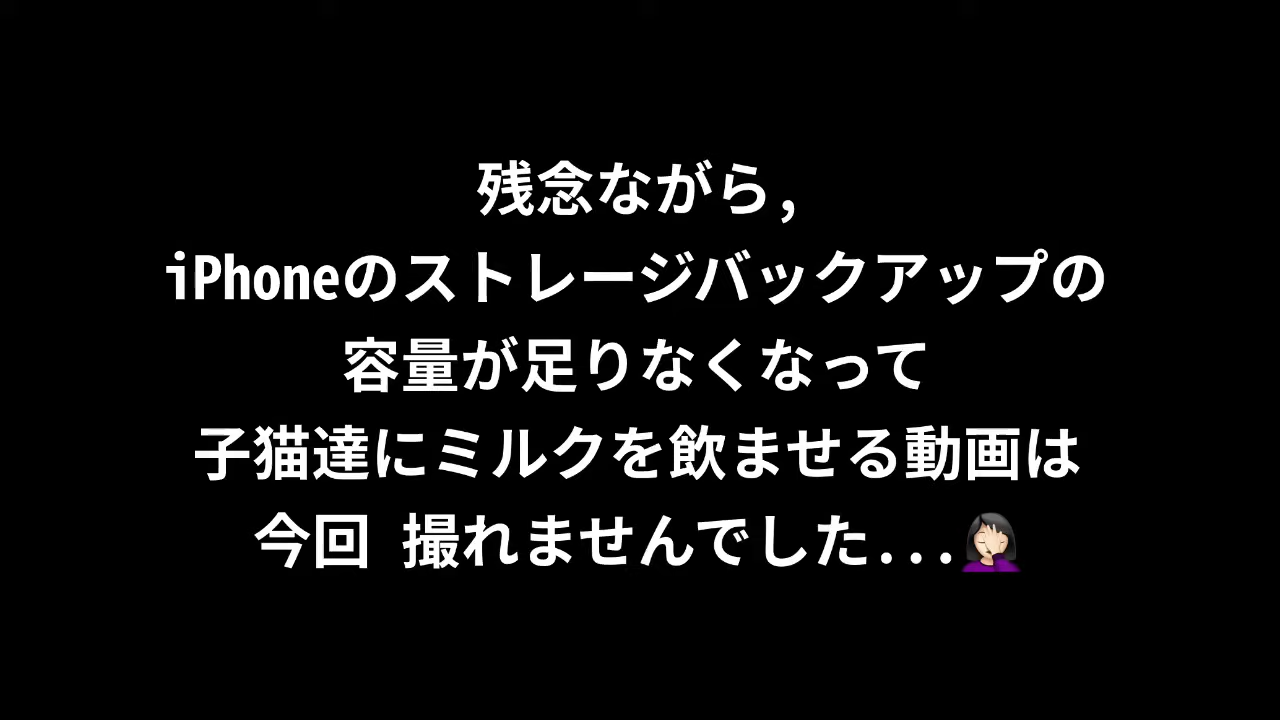 残念ながら,
iPhoneのストレージバックアップの
容量が足りなくなって
子猫達にミルクを飲ませる動画は
今回 撮れませんでした...🤦🏻‍♀️